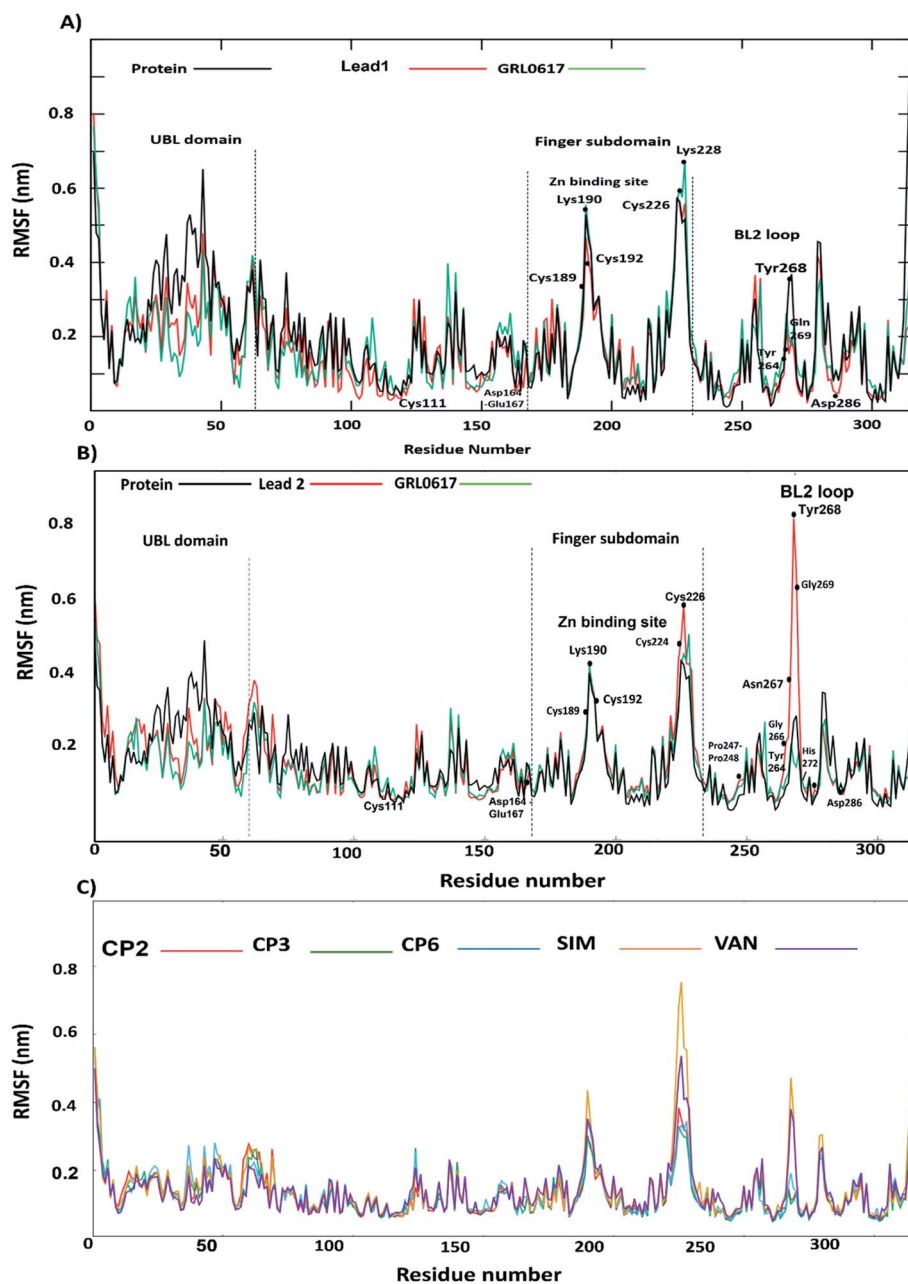 A)
Protein Lead1 GRL0617
UBL domain
Finger subdomain
Lys228
Zn binding site
Lys190
Cys226
Cys192
Cys189
BL2 loop
Tyr268
Gln
269
Tyr
264
Cys111
Asp164
-Glu167
Asp286
0.8
0.6
0.4
0.2
RMSF (nm)
0 50 100 150 200 250 300
Residue Number
B)
Protein Lead 2 GRL0617
BL2 loop
Tyr268
UBL domain
Finger subdomain
Gly269
Cys226
Zn binding site
Cys224
Lys190
Asn267
Cys189
Cys192
Gly
266
Pro247-
Pro248
Tyr
264
His
272
Cys111
Asp164 -
Glu167
Asp286
0.8
0.6
0.4
0.2
RMSF (nm)
0 50 100 150 200 250 300
Residue number
C)
CP2 CP3 CP6 SIM VAN
0.8
0.6
0.4
0.2
RMSF (nm)
0 50 100 150 200 250 300
Residue number